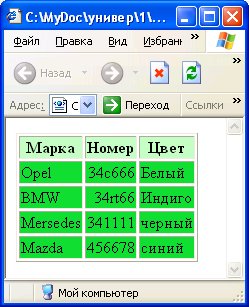 C:\MyDoc\универ\1\
Файл Правка Вид Избранн »
Назад
Адрес: C Переход Ссылки »
Марка Номер Цвет
Opel 34с666 Белый
BMW 34rt66 Индиго
Mersedes 341111 черный
Mazda 456678 синий
Мой компьютер